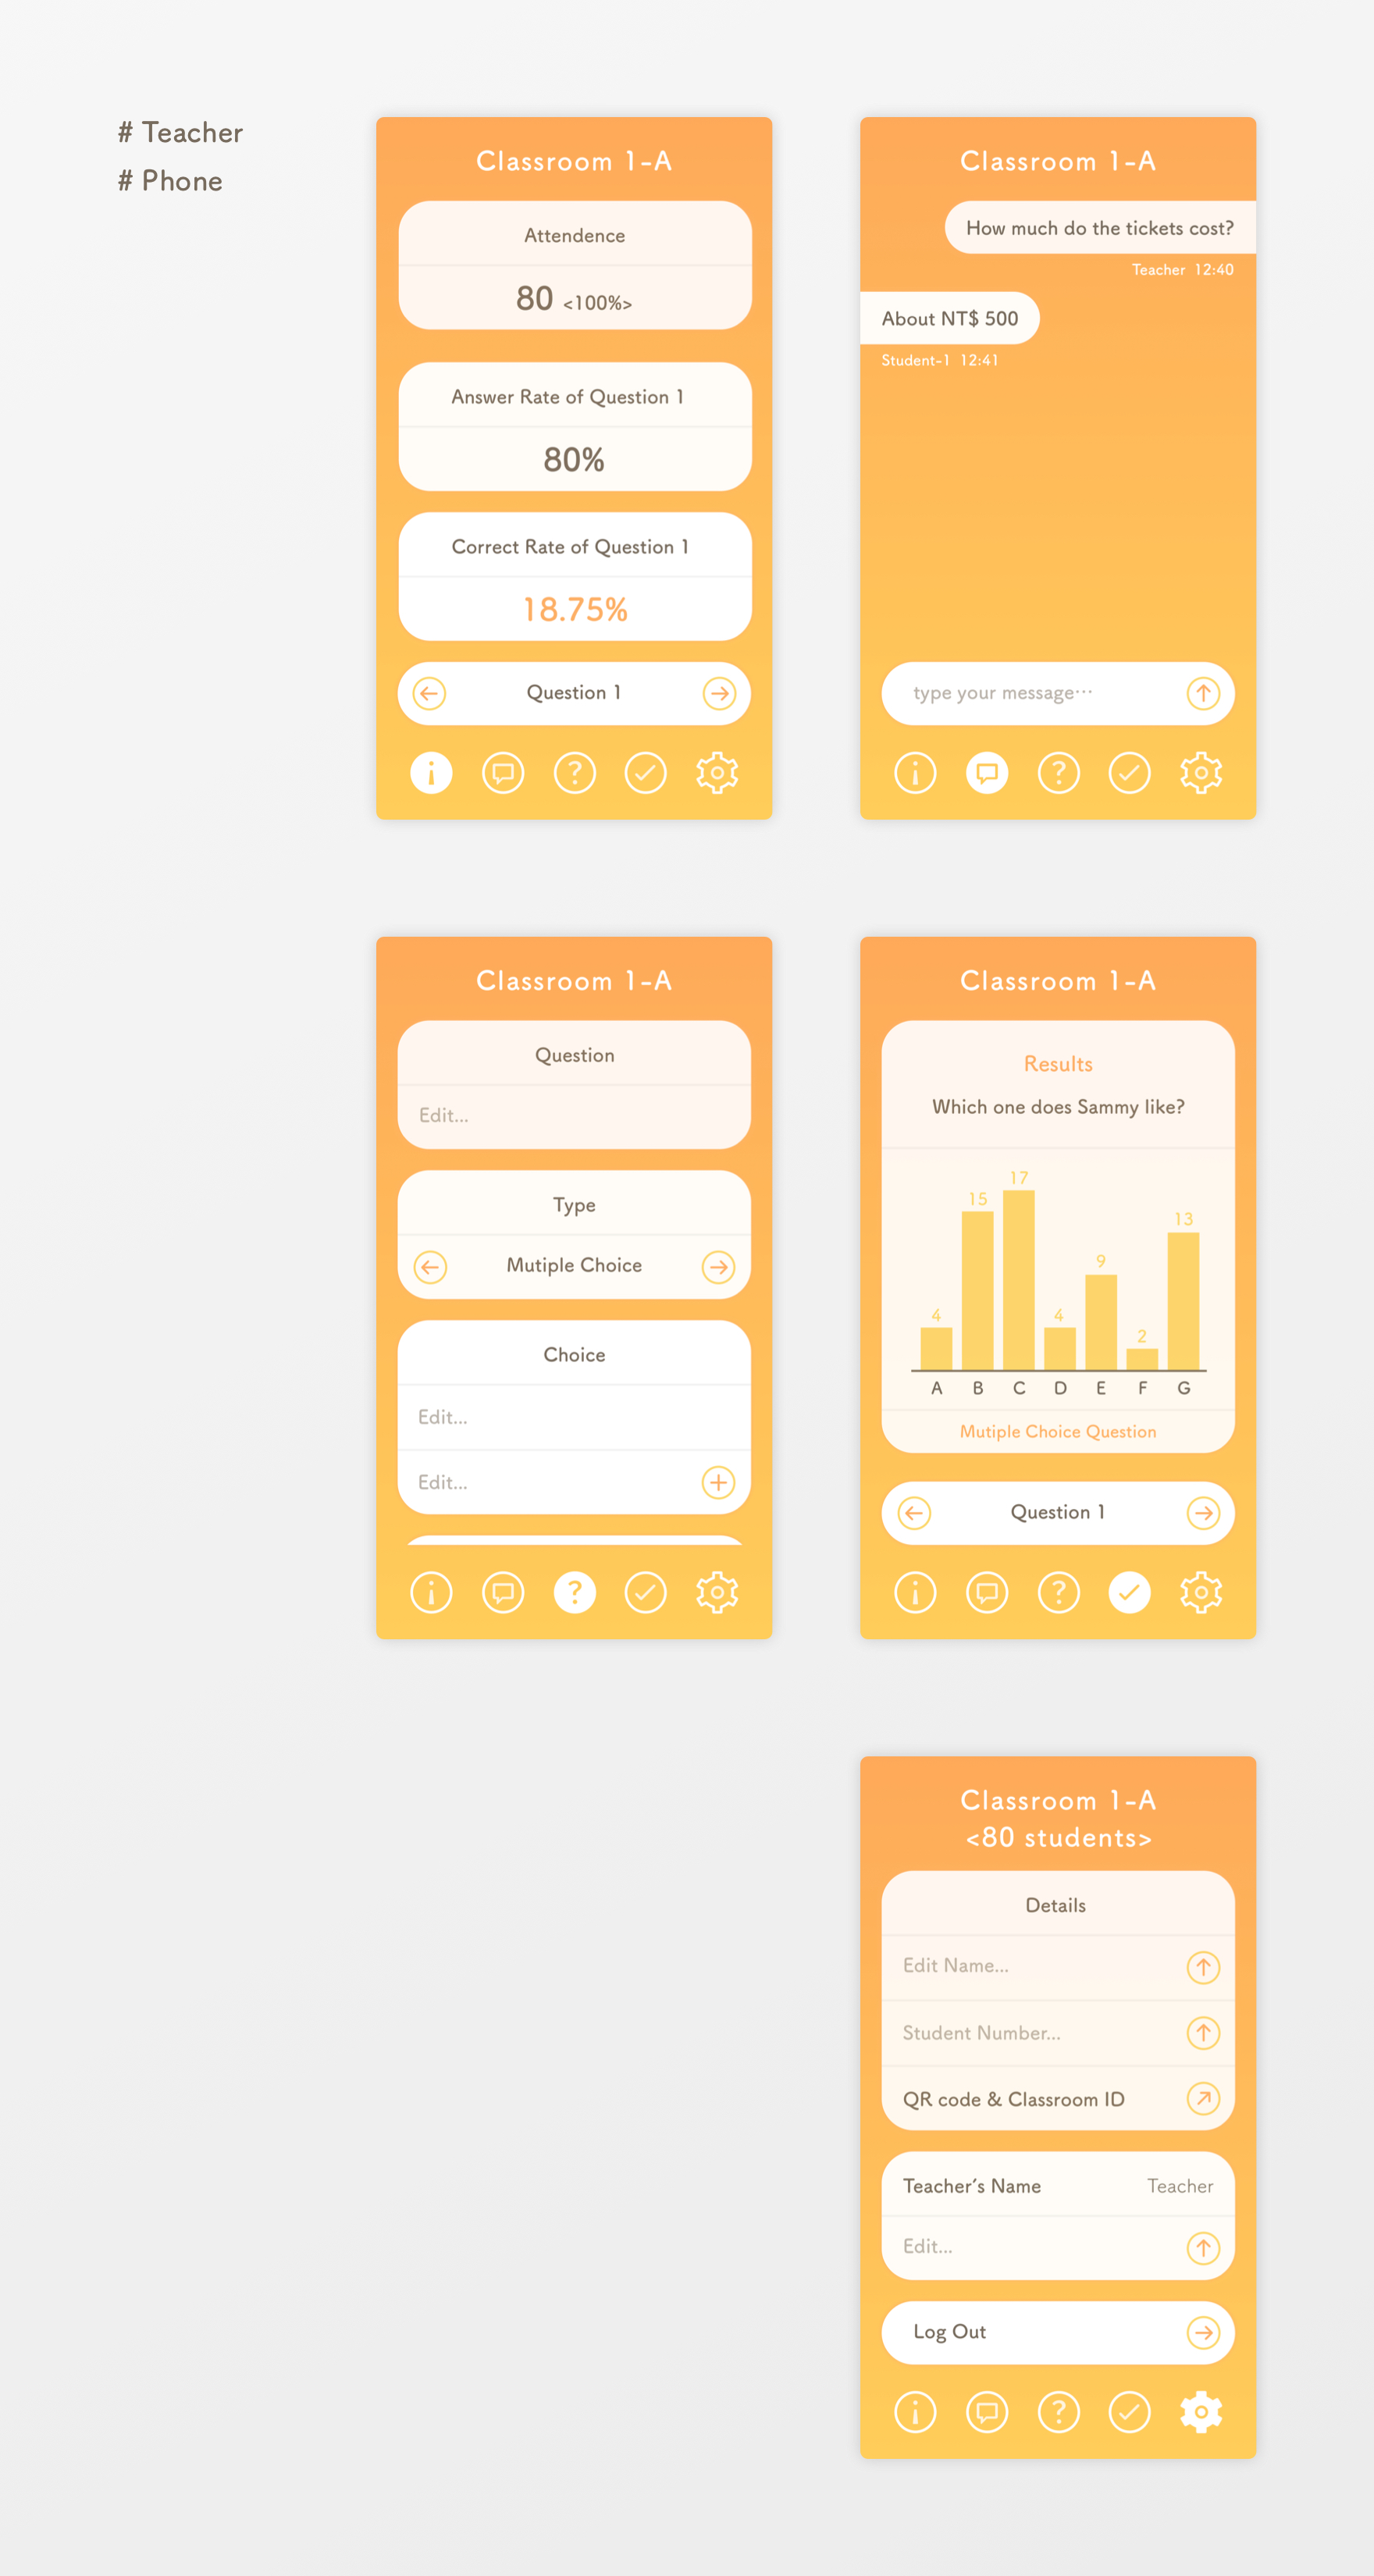 # Teacher
# Phone
Classroom 1-A
Attendence
80 <100%>
Answer Rate of Question 1
80%
Correct Rate of Question 1
18.75%
Question 1
Classroom 1-A
How much do the tickets cost?
Teacher 12:40
About NT$ 500
Student-1 12:41
type your message…
Classroom 1-A
Question
Edit...
Type
Mutiple Choice
Choice
Edit...
Edit...
Classroom 1-A
Results
Which one does Sammy like?
4 15 17 4 9 2 13
A B C D E F G
Mutiple Choice Question
Question 1
Classroom 1-A
<80 students>
Details
Edit Name...
Student Number...
QR code & Classroom ID
Teacher´s Name Teacher
Edit...
Log Out